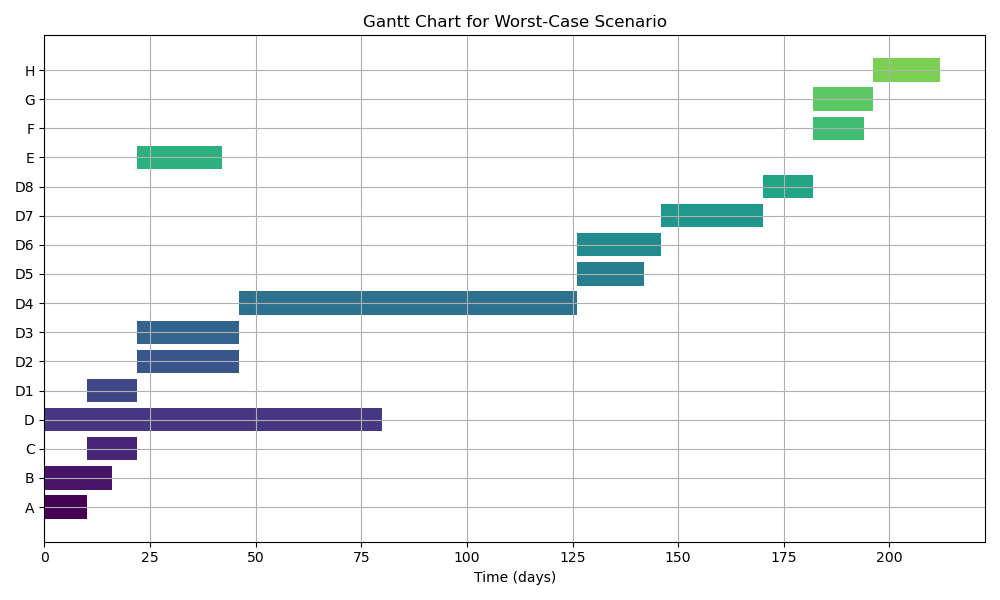 Gantt Chart for Worst-Case Scenario
H
G
F
E
D8
D7
D6
D5
D4
D3
D2
D1
D
C
B
A
0 25 50 75 100 125 150 175 200
Time (days)